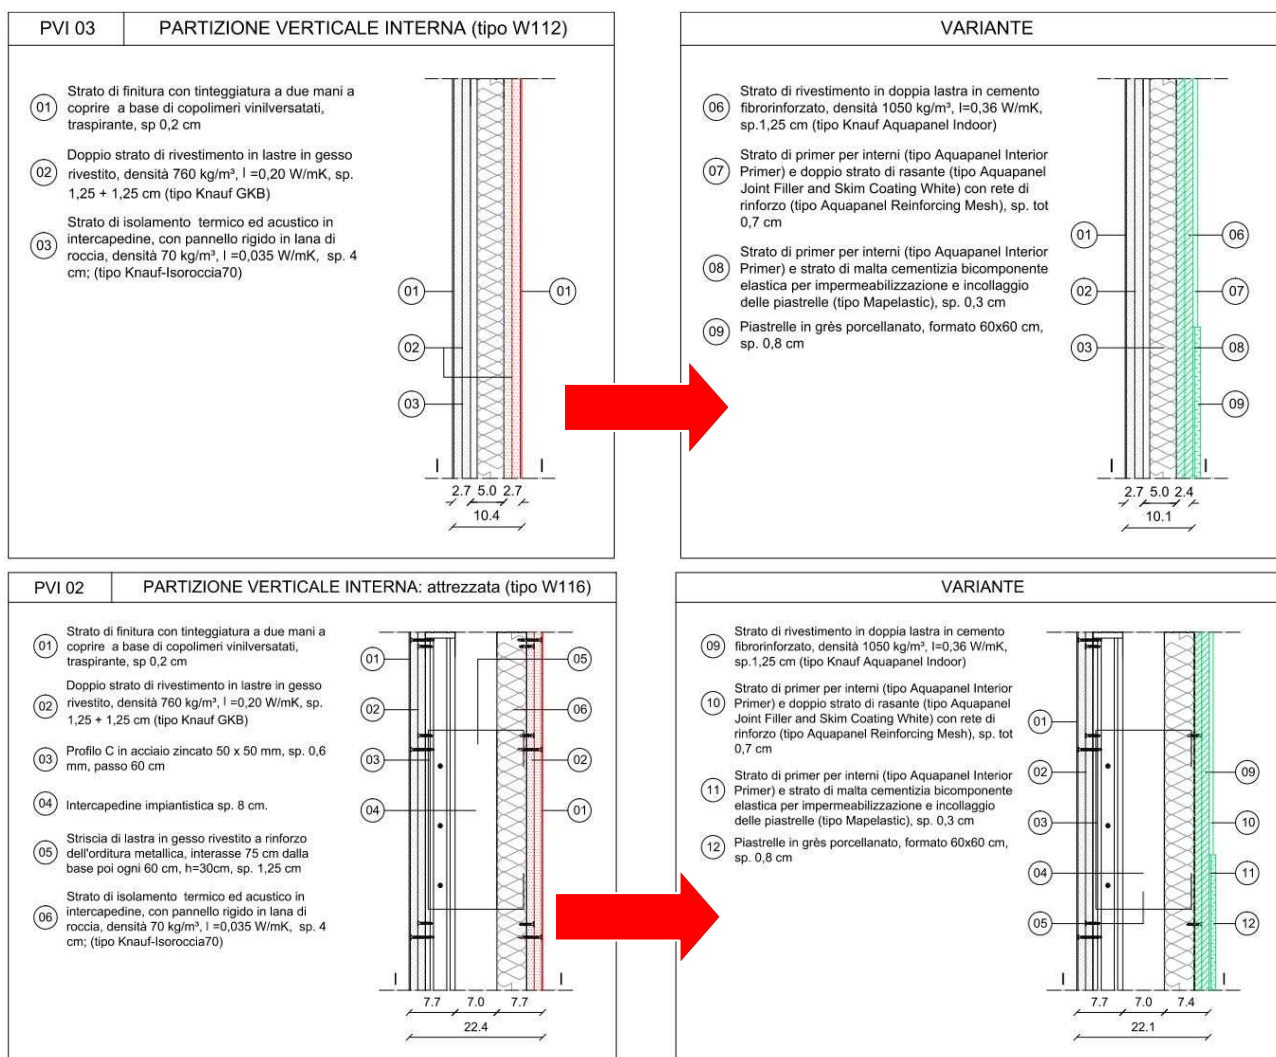 PVI 03
PARTIZIONE VERTICALE INTERNA (tipo W112)
01
Strato di finitura con tinteggiatura a due mani a
coprire a base di copolimeri vinilversatati,
traspirante, sp 0,2 cm
02
Doppio strato di rivestimento in lastre in gesso
rivestito, densità 760 kg/m³, l =0,20 W/mK, sp.
1,25 + 1,25 cm (tipo Knauf GKB)
03
Strato di isolamento termico ed acustico in
intercapedine, con pannello rigido in lana di
roccia, densità 70 kg/m³, l =0,035 W/mK, sp. 4
cm; (tipo Knauf-Isoroccia70)
01
01
02
03
2.7 5.0 2.7
10.4
VARIANTE
06
Strato di rivestimento in doppia lastra in cemento
fibrorinforzato, densità 1050 kg/m³, l=0,36 W/mK,
sp.1,25 cm (tipo Knauf Aquapanel Indoor)
07
Strato di primer per interni (tipo Aquapanel Interior
Primer) e doppio strato di rasante (tipo Aquapanel
Joint Filler and Skim Coating White) con rete di
rinforzo (tipo Aquapanel Reinforcing Mesh), sp. tot
0,7 cm
08
Strato di primer per interni (tipo Aquapanel Interior
Primer) e strato di malta cementizia bicomponente
elastica per impermeabilizzazione e incollaggio
delle piastrelle (tipo Mapelastic), sp. 0,3 cm
09
Piastrelle in grès porcellanato, formato 60x60 cm,
sp. 0,8 cm
01
06
02
07
03
08
09
2.7 5.0 2.4
10.1
PVI 02
PARTIZIONE VERTICALE INTERNA: attrezzata (tipo W116)
01
Strato di finitura con tinteggiatura a due mani a
coprire a base di copolimeri vinilversatati,
traspirante, sp 0,2 cm
02
Doppio strato di rivestimento in lastre in gesso
rivestito, densità 760 kg/m³, l =0,20 W/mK, sp.
1,25 + 1,25 cm (tipo Knauf GKB)
03
Profilo C in acciaio zincato 50 x 50 mm, sp. 0,6
mm, passo 60 cm
04
Intercapedine impiantistica sp. 8 cm.
05
Striscia di lastra in gesso rivestito a rinforzo
dell'orditura metallica, interasse 75 cm dalla
base poi ogni 60 cm, h=30cm, sp. 1,25 cm
06
Strato di isolamento termico ed acustico in
intercapedine, con pannello rigido in lana di
roccia, densità 70 kg/m³, l =0,035 W/mK, sp. 4
cm; (tipo Knauf-Isoroccia70)
01
05
02
06
03
02
04
01
7.7 7.0 7.7
22.4
VARIANTE
09
Strato di rivestimento in doppia lastra in cemento
fibrorinforzato, densità 1050 kg/m³, l=0,36 W/mK,
sp.1,25 cm (tipo Knauf Aquapanel Indoor)
10
Strato di primer per interni (tipo Aquapanel Interior
Primer) e doppio strato di rasante (tipo Aquapanel
Joint Filler and Skim Coating White) con rete di
rinforzo (tipo Aquapanel Reinforcing Mesh), sp. tot
0,7 cm
11
Strato di primer per interni (tipo Aquapanel Interior
Primer) e strato di malta cementizia bicomponente
elastica per impermeabilizzazione e incollaggio
delle piastrelle (tipo Mapelastic), sp. 0,3 cm
12
Piastrelle in grès porcellanato, formato 60x60 cm,
sp. 0,8 cm
01
02
09
03
10
04
11
05
12
7.7 7.0 7.4
22.1